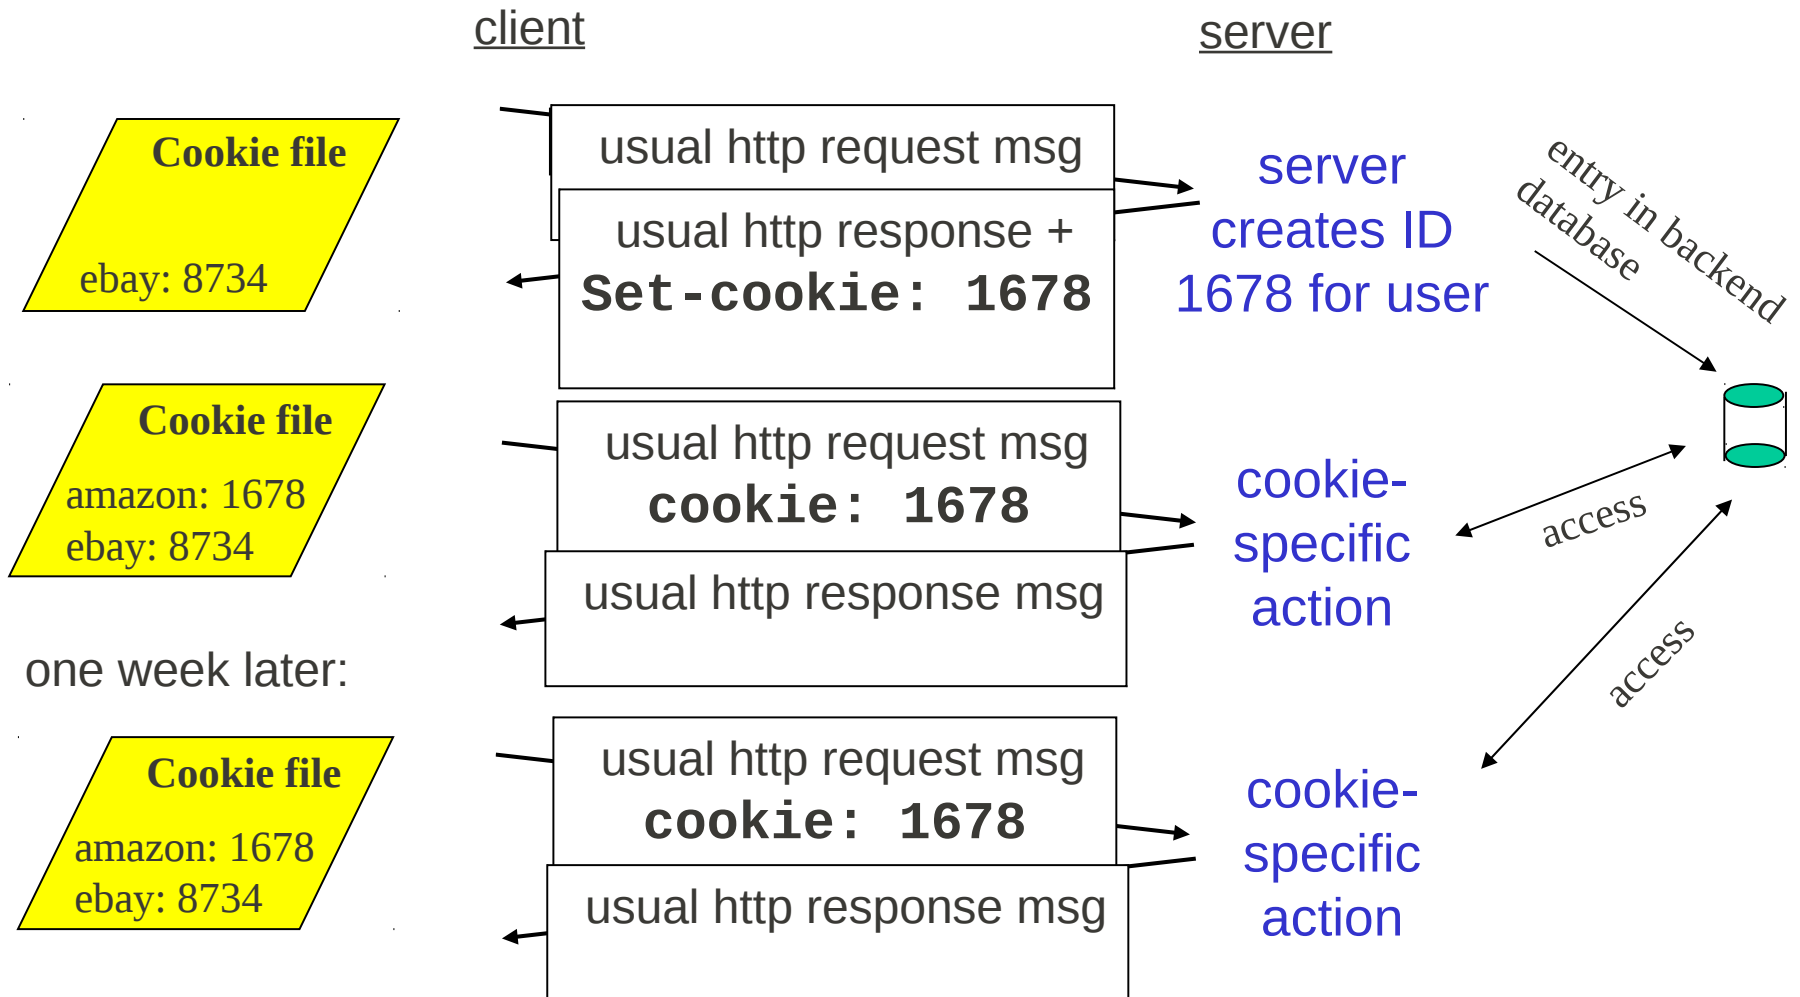 client
server
Cookie file
ebay: 8734
usual http request msg
usual http response +
Set-cookie: 1678
server
creates ID
1678 for user
entry in backend
database
Cookie file
amazon: 1678
ebay: 8734
usual http request msg
cookie: 1678
usual http response msg
cookie-
specific
action
access
access
one week later:
Cookie file
amazon: 1678
ebay: 8734
usual http request msg
cookie: 1678
usual http response msg
cookie-
specific
action